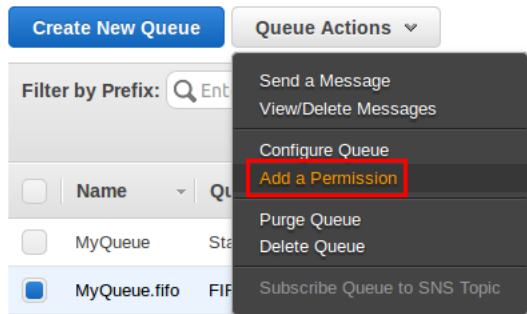 Create New Queue
Queue Actions
Send a Message
View/Delete Messages
Configure Queue
Add a Permission
Purge Queue
Delete Queue
Subscribe Queue to SNS Topic
Filter by Prefix:
Name
MyQueue
MyQueue.fifo